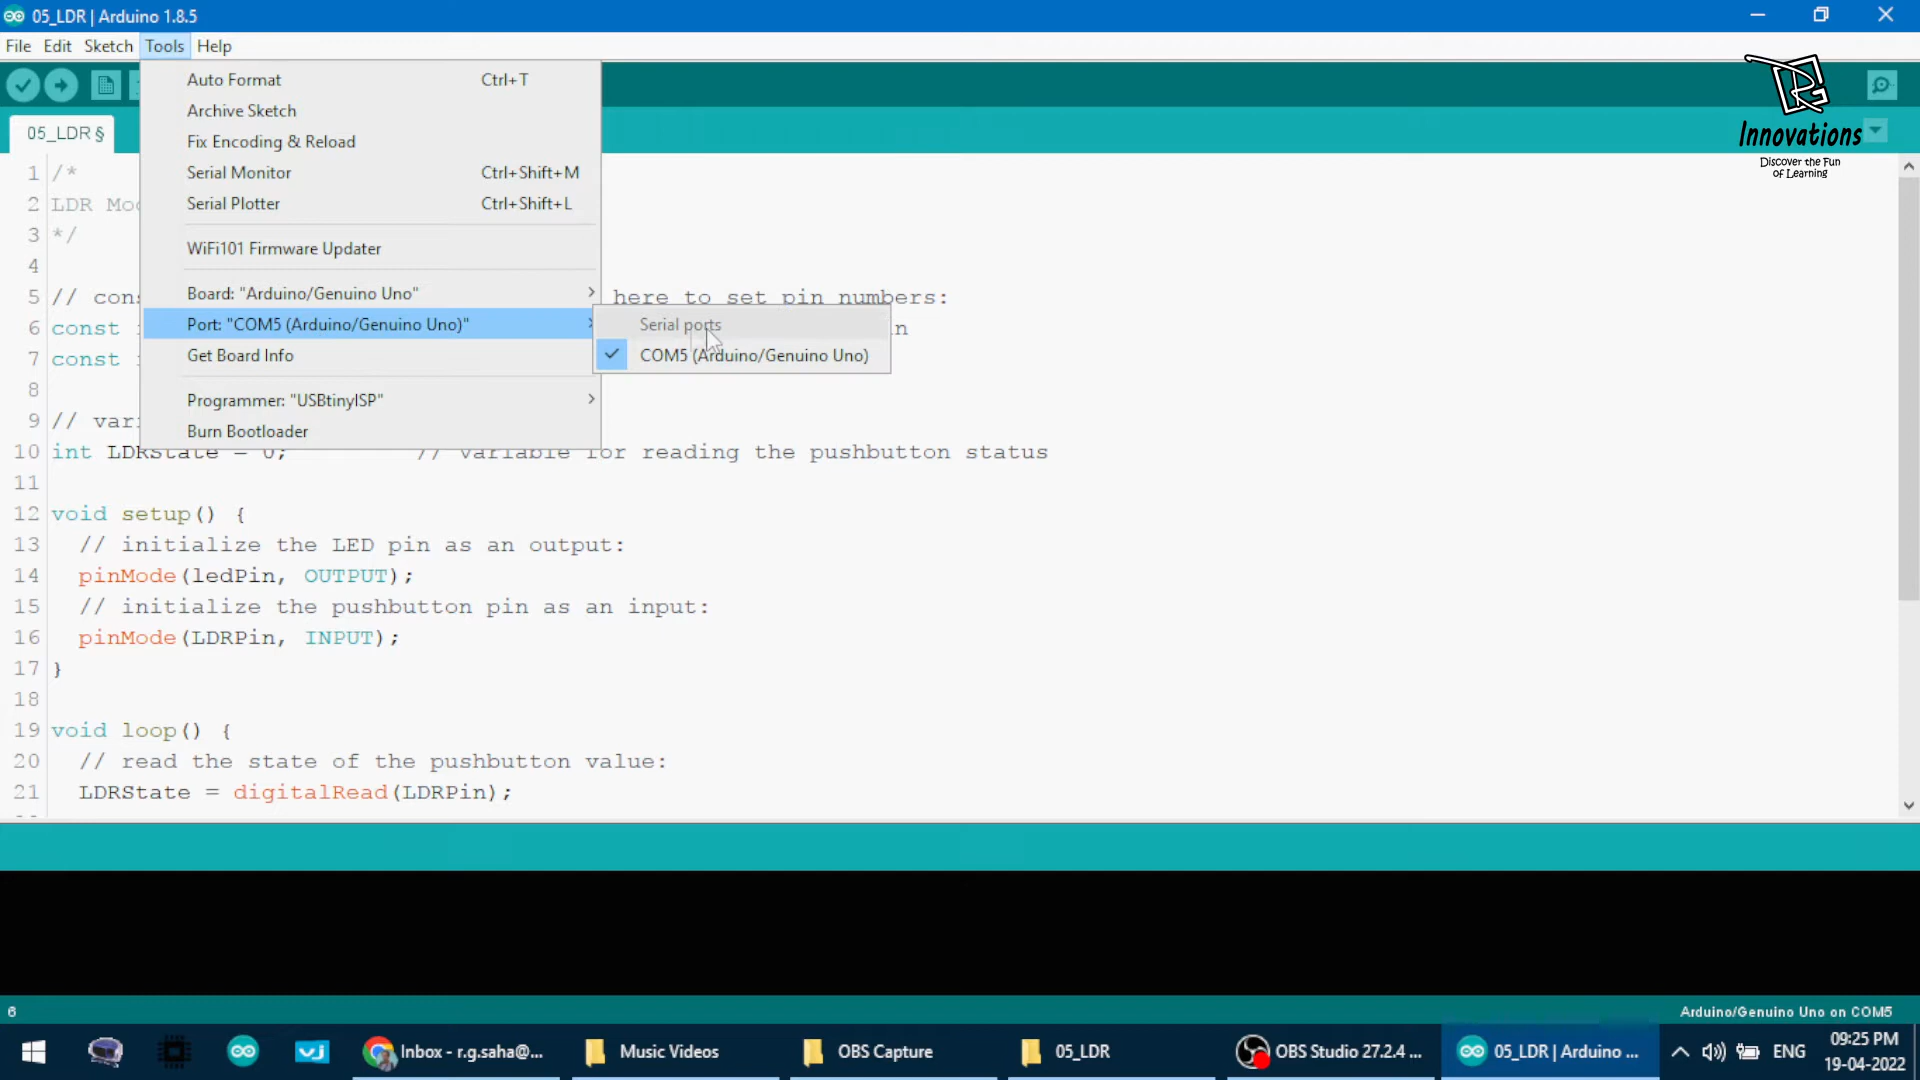 05_LDR | Arduino 1.8.5
File Edit Sketch Tools Help
Innovations
Discover the Fun
of Learning
05_LDR §
Auto Format Ctrl+T
Archive Sketch
Fix Encoding & Reload
Serial Monitor Ctrl+Shift+M
Serial Plotter Ctrl+Shift+L
WiFi101 Firmware Updater
Board: "Arduino/Genuino Uno"
Port: "COM5 (Arduino/Genuino Uno)"
Get Board Info
Programmer: "USBtinyISP"
Burn Bootloader
Serial ports
COM5 (Arduino/Genuino Uno)
1 /*
2 LDR
3 */
4
5 // here to set pin numbers:
6 const
7 const
8
9 //
10 int LDRState = 0; // variable for reading the pushbutton status
11
12 void setup() {
13 // initialize the LED pin as an output:
14 pinMode(ledPin, OUTPUT);
15 // initialize the pushbutton pin as an input:
16 pinMode(LDRPin, INPUT);
17 }
18
19 void loop() {
20 // read the state of the pushbutton value:
21 LDRState = digitalRead(LDRPin);
6
Arduino/Genuino Uno on COM5
Inbox - r.g.saha@...
Music Videos
OBS Capture
05_LDR
OBS Studio 27.2.4 ...
05_LDR | Arduino ...
ENG
09:25 PM
19-04-2022